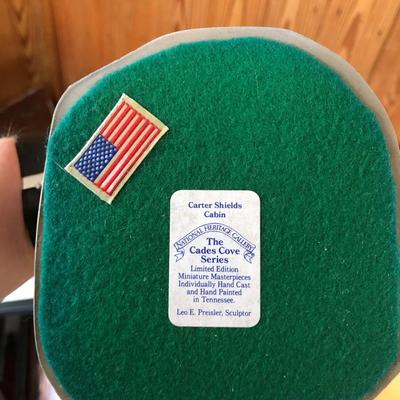 Carter Shields
Cabin
NATIONAL HERITAGE GALLERY
The
Cades Cove
Series
Limited Edition
Miniature Masterpieces
Individually Hand Cast
and Hand Painted
in Tennessee.
Leo E. Preisler, Sculptor